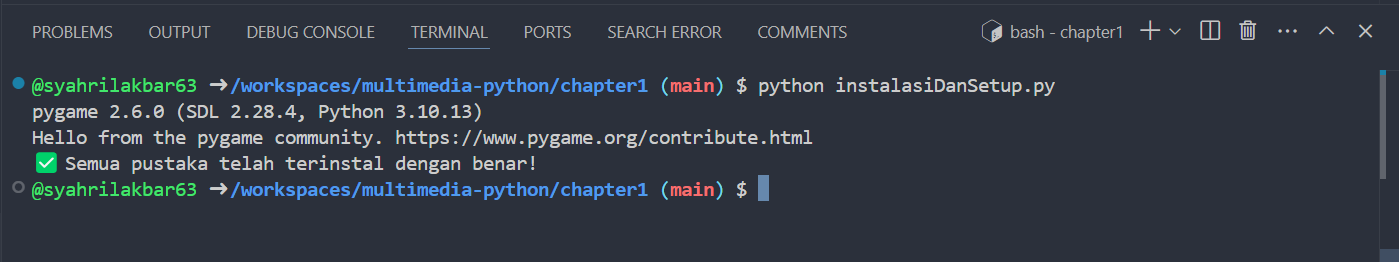 PROBLEMS OUTPUT DEBUG CONSOLE TERMINAL PORTS SEARCH ERROR COMMENTS bash - chapter1
@syahrilakbar63 ➜/workspaces/multimedia-python/chapter1 (main) $ python instalasiDanSetup.py
pygame 2.6.0 (SDL 2.28.4, Python 3.10.13)
Hello from the pygame community. https://www.pygame.org/contribute.html
✅ Semua pustaka telah terinstal dengan benar!
@syahrilakbar63 ➜/workspaces/multimedia-python/chapter1 (main) $